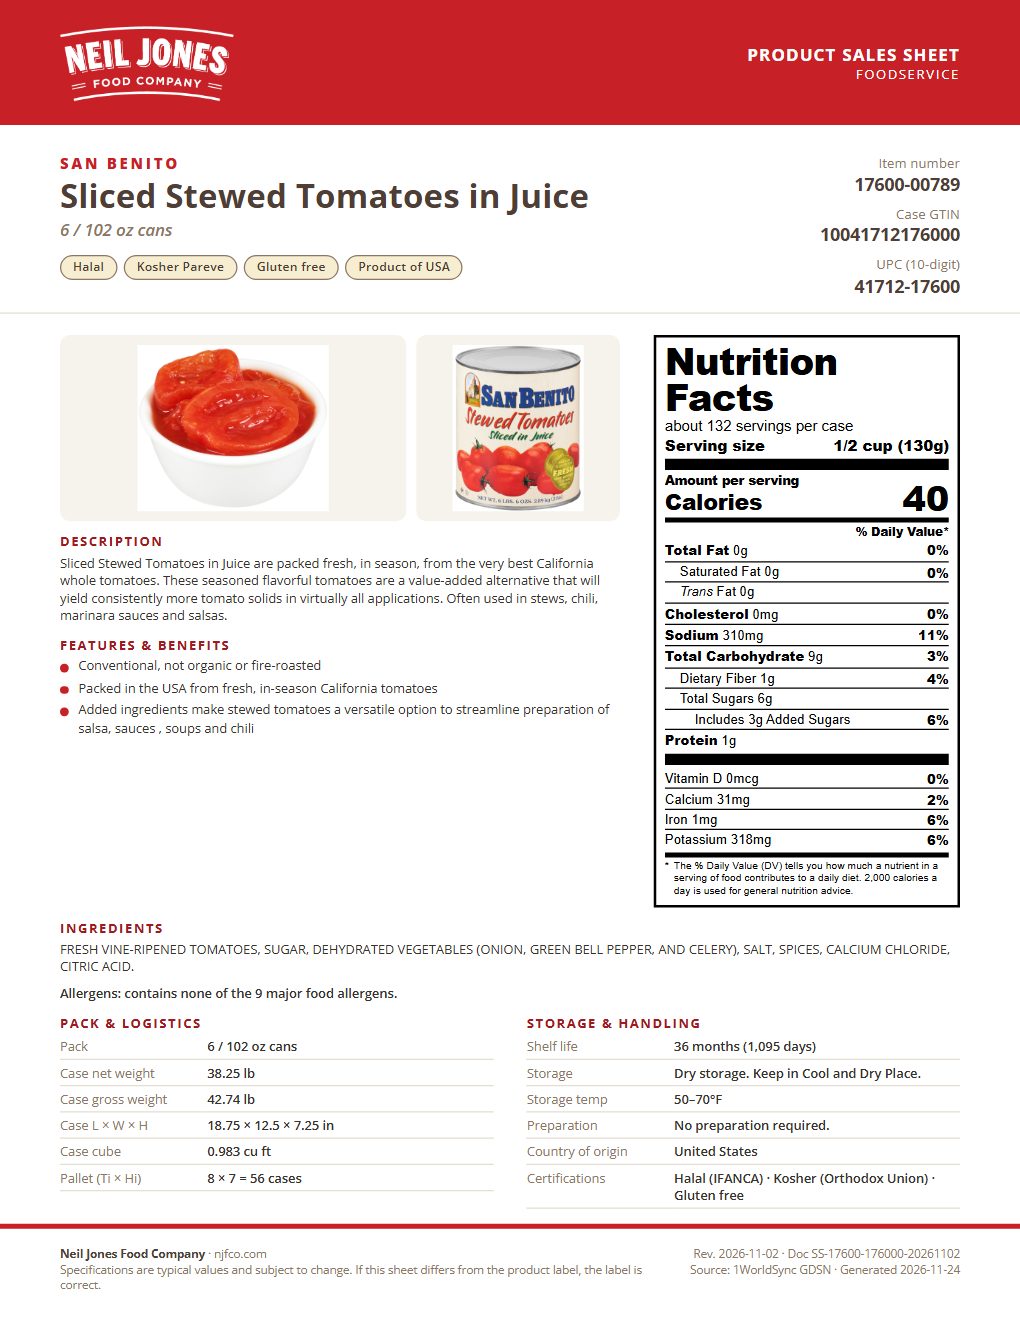 NEIL JONES
FOOD COMPANY
PRODUCT SALES SHEET
FOODSERVICE
SAN BENITO
Sliced Stewed Tomatoes in Juice
6 / 102 oz cans
Halal
Kosher Pareve
Gluten free
Product of USA
Item number
17600-00789
Case GTIN
10041712176000
UPC (10-digit)
41712-17600
SAN BENITO
Stewed Tomatoes
Sliced in Juice
FRESH
DESCRIPTION
Sliced Stewed Tomatoes in Juice are packed fresh, in season, from the very best California
whole tomatoes. These seasoned flavorful tomatoes are a value-added alternative that will
yield consistently more tomato solids in virtually all applications. Often used in stews, chili,
marinara sauces and salsas.
FEATURES & BENEFITS
Conventional, not organic or fire-roasted
Packed in the USA from fresh, in-season California tomatoes
Added ingredients make stewed tomatoes a versatile option to streamline preparation of
salsa, sauces , soups and chili
Nutrition
Facts
about 132 servings per case
Serving size 1/2 cup (130g)
Amount per serving
Calories 40
% Daily Value*
Total Fat 0g 0%
Saturated Fat 0g 0%
Trans Fat 0g
Cholesterol 0mg 0%
Sodium 310mg 11%
Total Carbohydrate 9g 3%
Dietary Fiber 1g 4%
Total Sugars 6g
Includes 3g Added Sugars 6%
Protein 1g
Vitamin D 0mcg 0%
Calcium 31mg 2%
Iron 1mg 6%
Potassium 318mg 6%
* The % Daily Value (DV) tells you how much a nutrient in a
serving of food contributes to a daily diet. 2,000 calories a
day is used for general nutrition advice.
INGREDIENTS
FRESH VINE-RIPENED TOMATOES, SUGAR, DEHYDRATED VEGETABLES (ONION, GREEN BELL PEPPER, AND CELERY), SALT, SPICES, CALCIUM CHLORIDE,
CITRIC ACID.
Allergens: contains none of the 9 major food allergens.
PACK & LOGISTICS
Pack 6 / 102 oz cans
Case net weight 38.25 lb
Case gross weight 42.74 lb
Case L × W × H 18.75 × 12.5 × 7.25 in
Case cube 0.983 cu ft
Pallet (Ti × Hi) 8 × 7 = 56 cases
STORAGE & HANDLING
Shelf life 36 months (1,095 days)
Storage Dry storage. Keep in Cool and Dry Place.
Storage temp 50–70°F
Preparation No preparation required.
Country of origin United States
Certifications Halal (IFANCA) · Kosher (Orthodox Union) ·
Gluten free
Neil Jones Food Company · njfco.com
Specifications are typical values and subject to change. If this sheet differs from the product label, the label is
correct.
Rev. 2026-11-02 · Doc SS-17600-176000-20261102
Source: 1WorldSync GDSN · Generated 2026-11-24